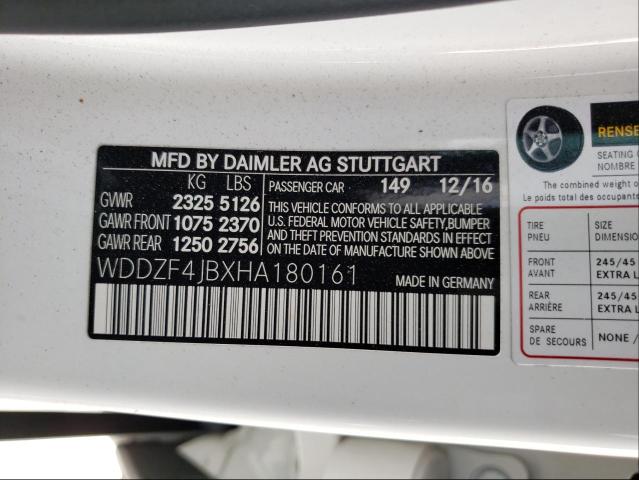 MFD BY DAIMLER AG STUTTGART
KG LBS
GVWR 2325 5126
GAWR FRONT 1075 2370
GAWR REAR 1250 2756
PASSENGER CAR 149 12/16
THIS VEHICLE CONFORMS TO ALL APPLICABLE
U.S. FEDERAL MOTOR VEHICLE SAFETY,BUMPER
AND THEFT PREVENTION STANDARDS IN EFFECT
ON THE DATE OF MANUFACTURE SHOWN ABOVE
WDDZF4JBXHA180161
MADE IN GERMANY
RENSE
SEATING
NOMBRE
The combined weight o
Le poids total des occupa
TIRE SIZE
PNEU DIMENSIO
FRONT 245/45
AVANT EXTRA L
REAR 245/45
ARRIÈRE EXTRA L
SPARE NONE /
DE SECOURS